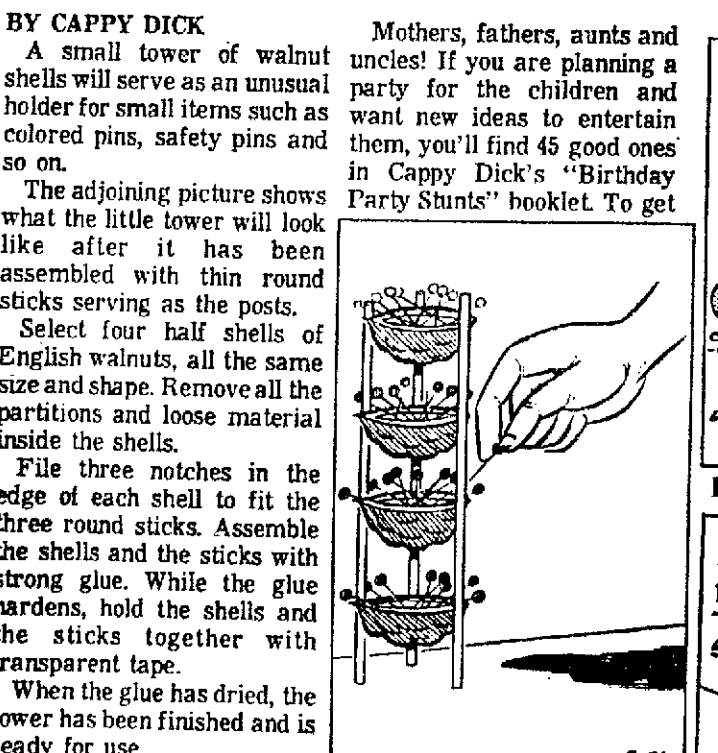 BY CAPPY DICK
A small tower of walnut
shells will serve as an unusual
holder for small items such as
colored pins, safety pins and
so on.
The adjoining picture shows
what the little tower will look
like after it has been
assembled with thin round
sticks serving as the posts.
Select four half shells of
English walnuts, all the same
size and shape. Remove all the
partitions and loose material
inside the shells.
File three notches in the
edge of each shell to fit the
three round sticks. Assemble
the shells and the sticks with
strong glue. While the glue
hardens, hold the shells and
the sticks together with
transparent tape.
When the glue has dried, the
tower has been finished and is
ready for use
Mothers, fathers, aunts and
uncles! If you are planning a
party for the children and
want new ideas to entertain
them, you'll find 45 good ones
in Cappy Dick's "Birthday
Party Stunts" booklet. To get